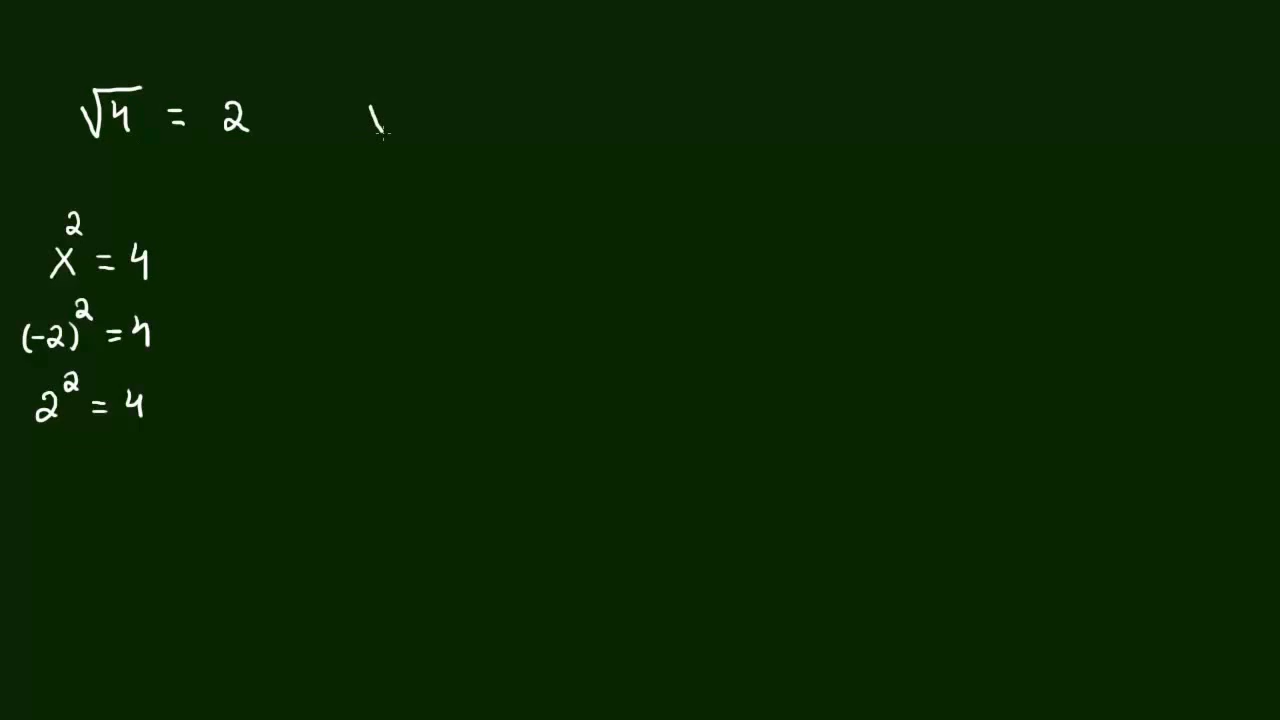 √4 = 2
x² = 4
(-2)² = 4
2² = 4